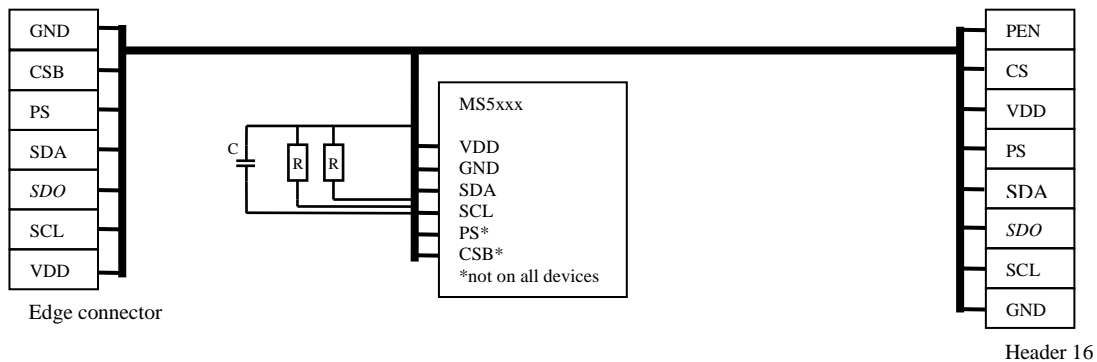 GND
CSB
PS
SDA
SDO
SCL
VDD
Edge connector
C
R
R
MS5xxx
VDD
GND
SDA
SCL
PS*
CSB*
*not on all devices
PEN
CS
VDD
PS
SDA
SDO
SCL
GND
Header 16